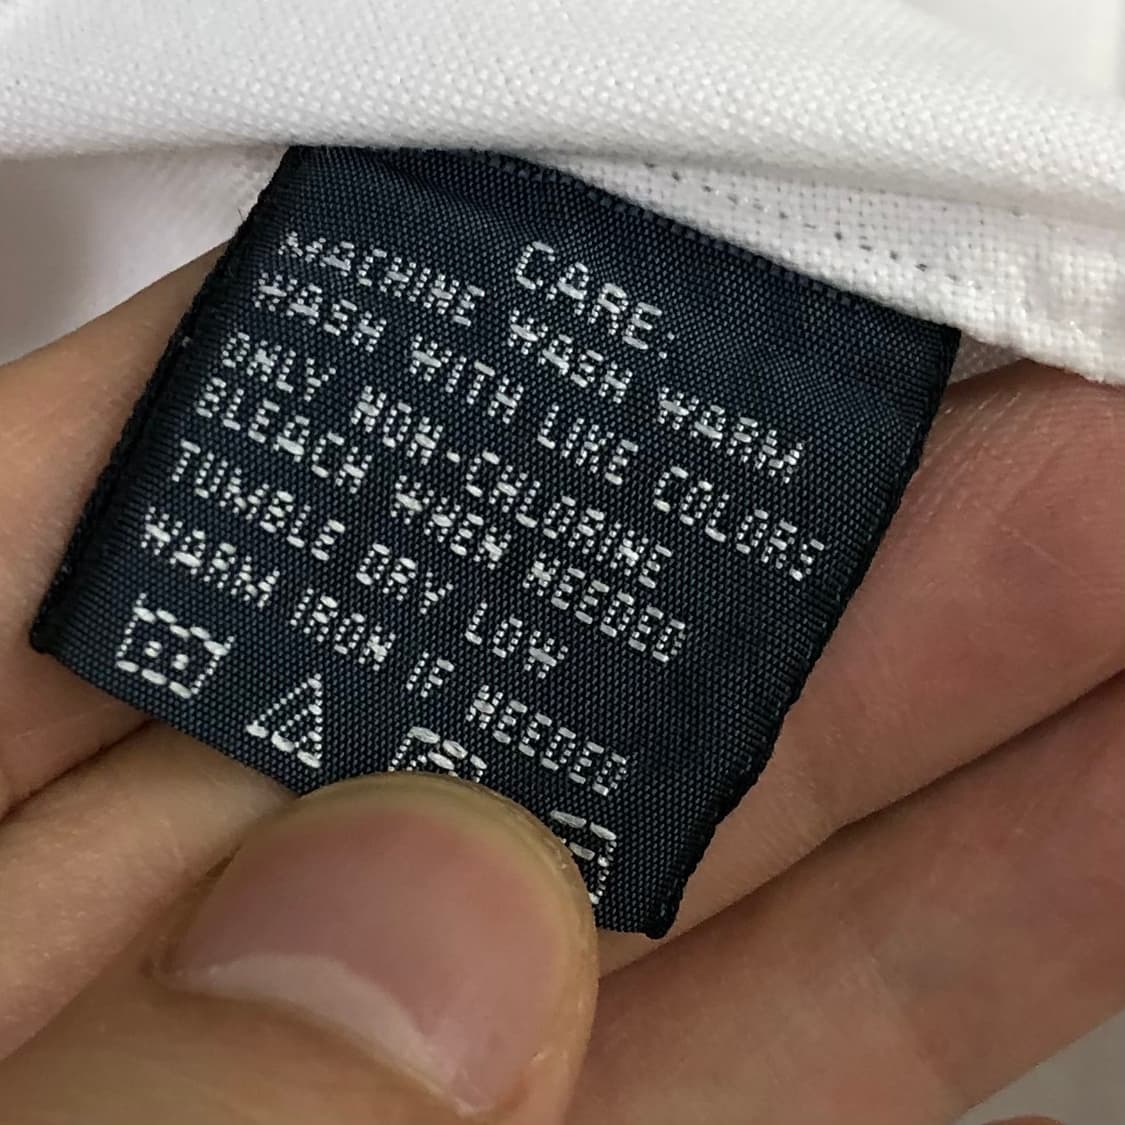 CARE:
MACHINE WASH WARM
WASH WITH LIKE COLORS
ONLY NON-CHLORINE
BLEACH WHEN NEEDED
TUMBLE DRY LOW
WARM IRON IF NEEDED